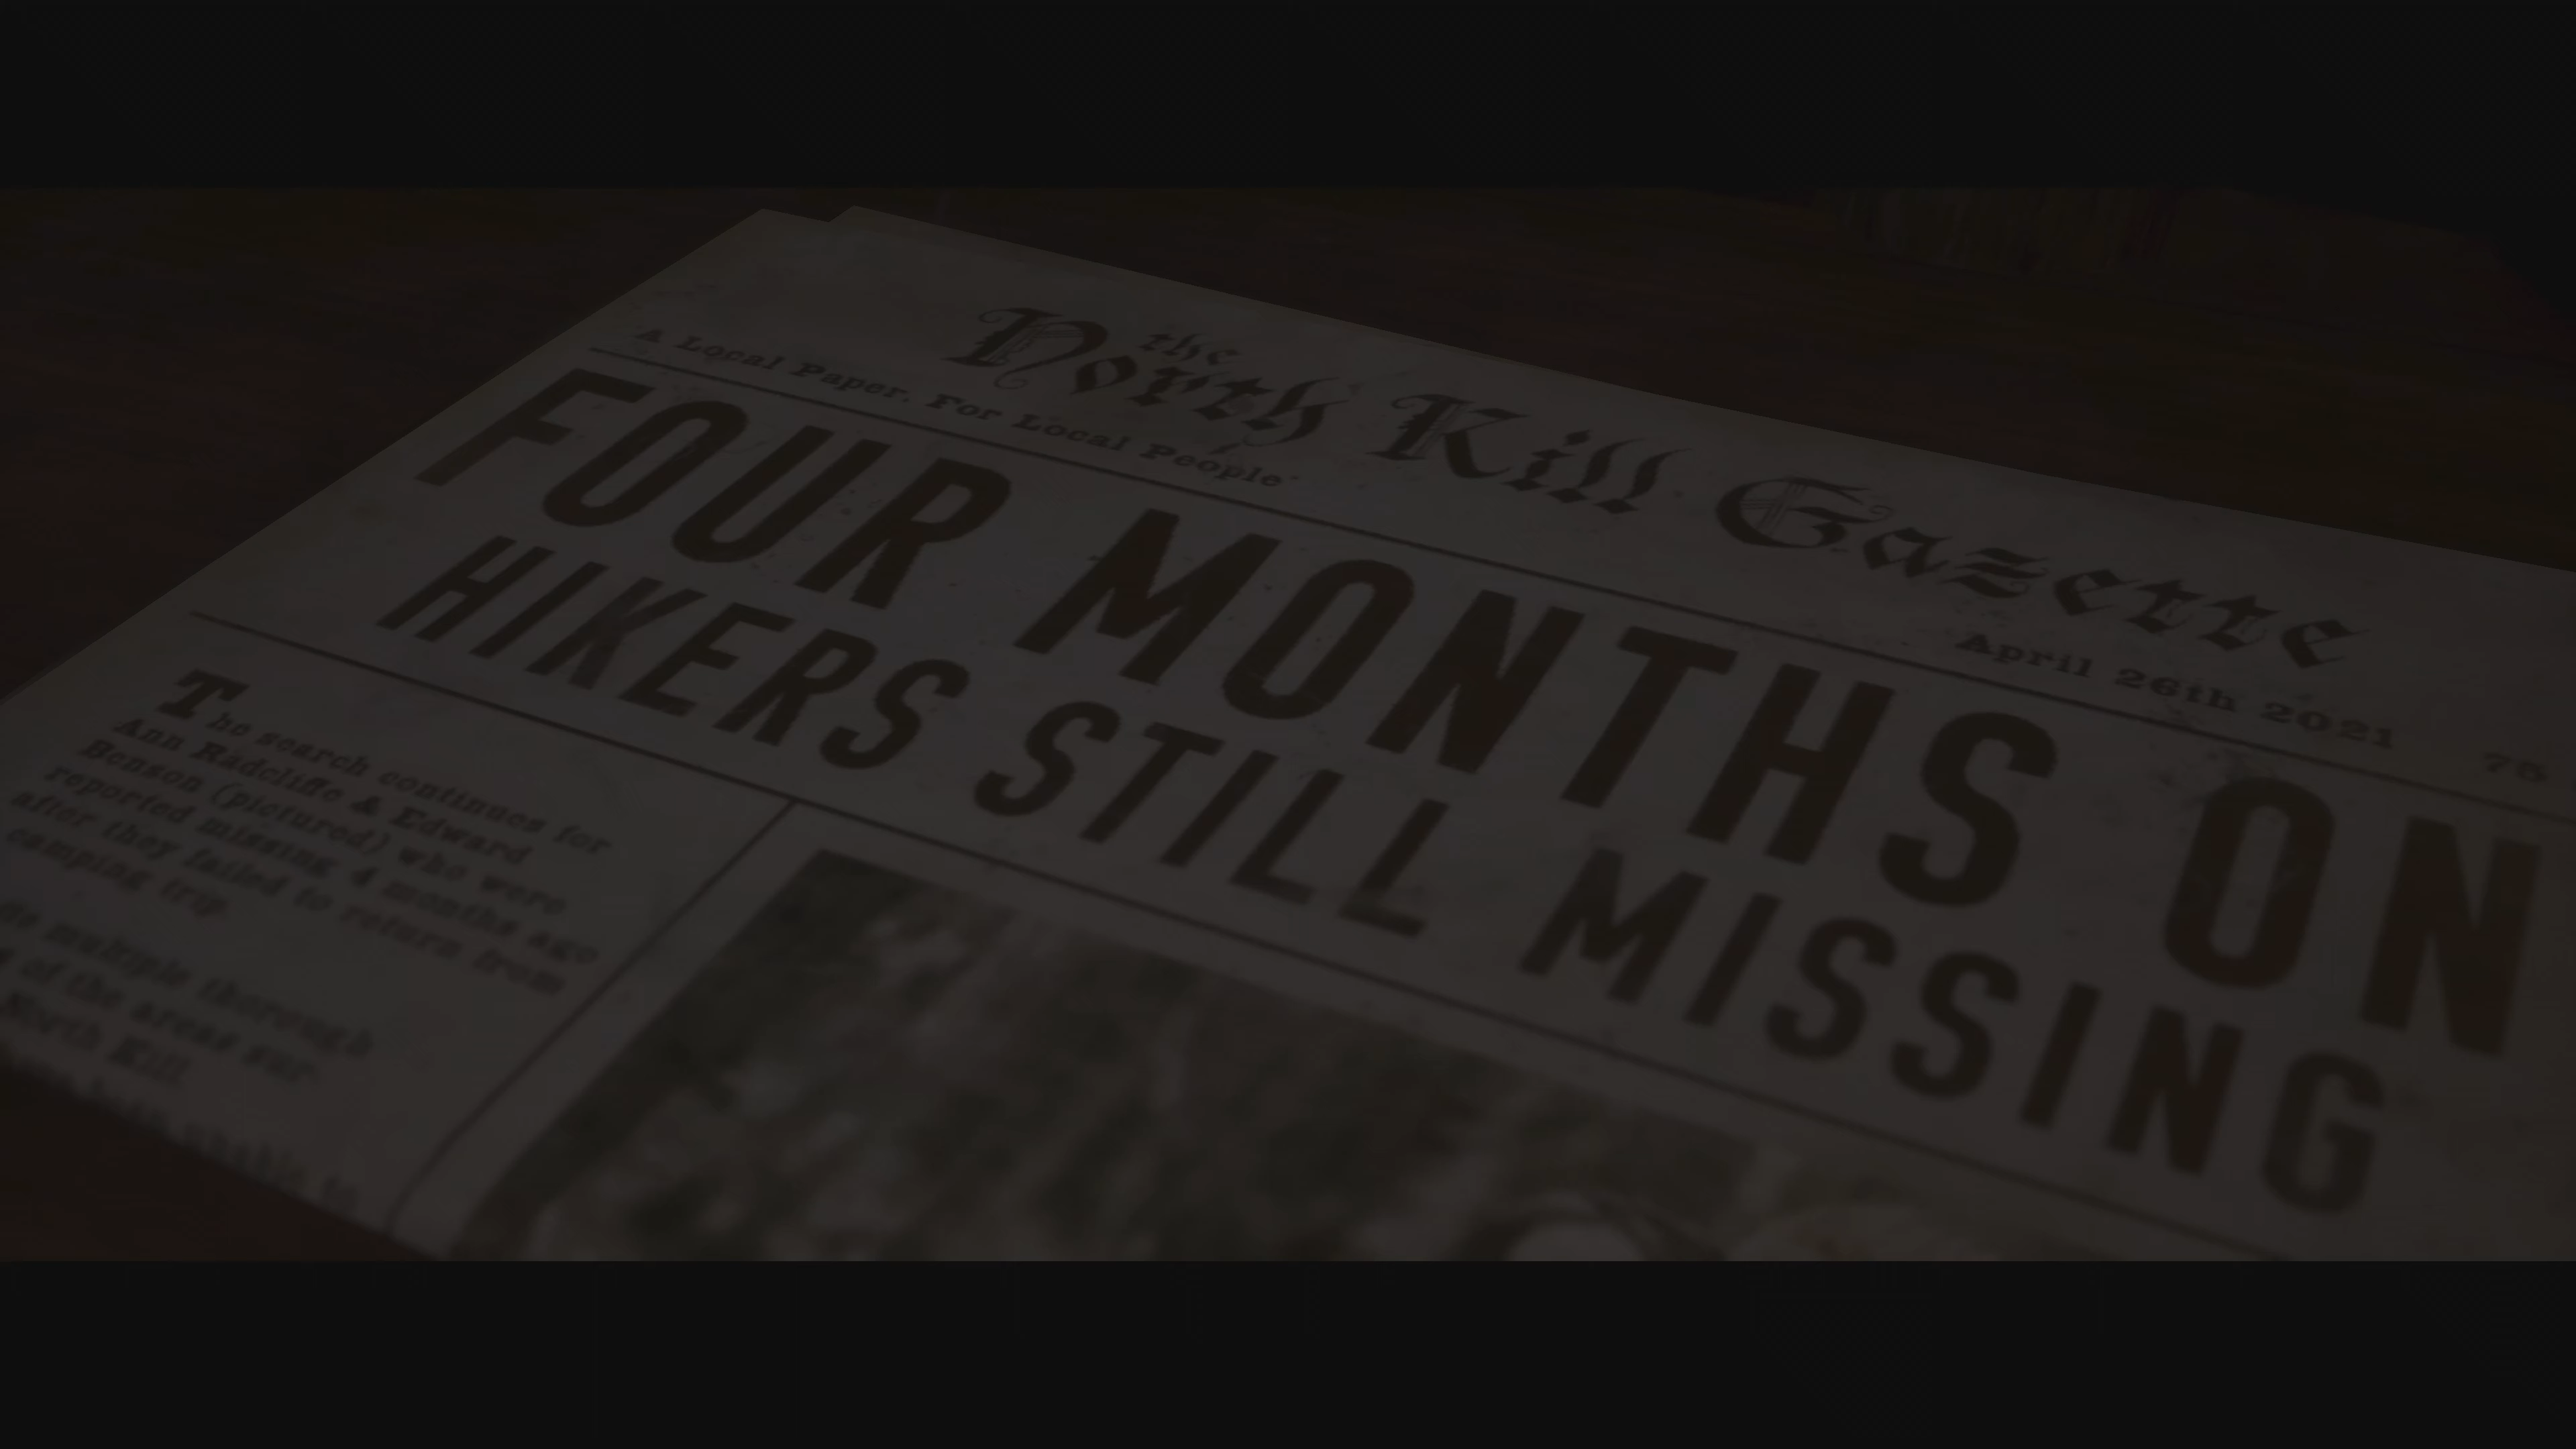 the
North Kill Gazette
"A Local Paper. For Local People"
April 26th 2021
75
FOUR MONTHS ON
HIKERS STILL MISSING
The search continues for
Ann Radcliffe & Edward
Benson (pictured) who were
reported missing 4 months ago
after they failed to return from
camping trip.
multiple thorough
of the areas sur-
North Kill